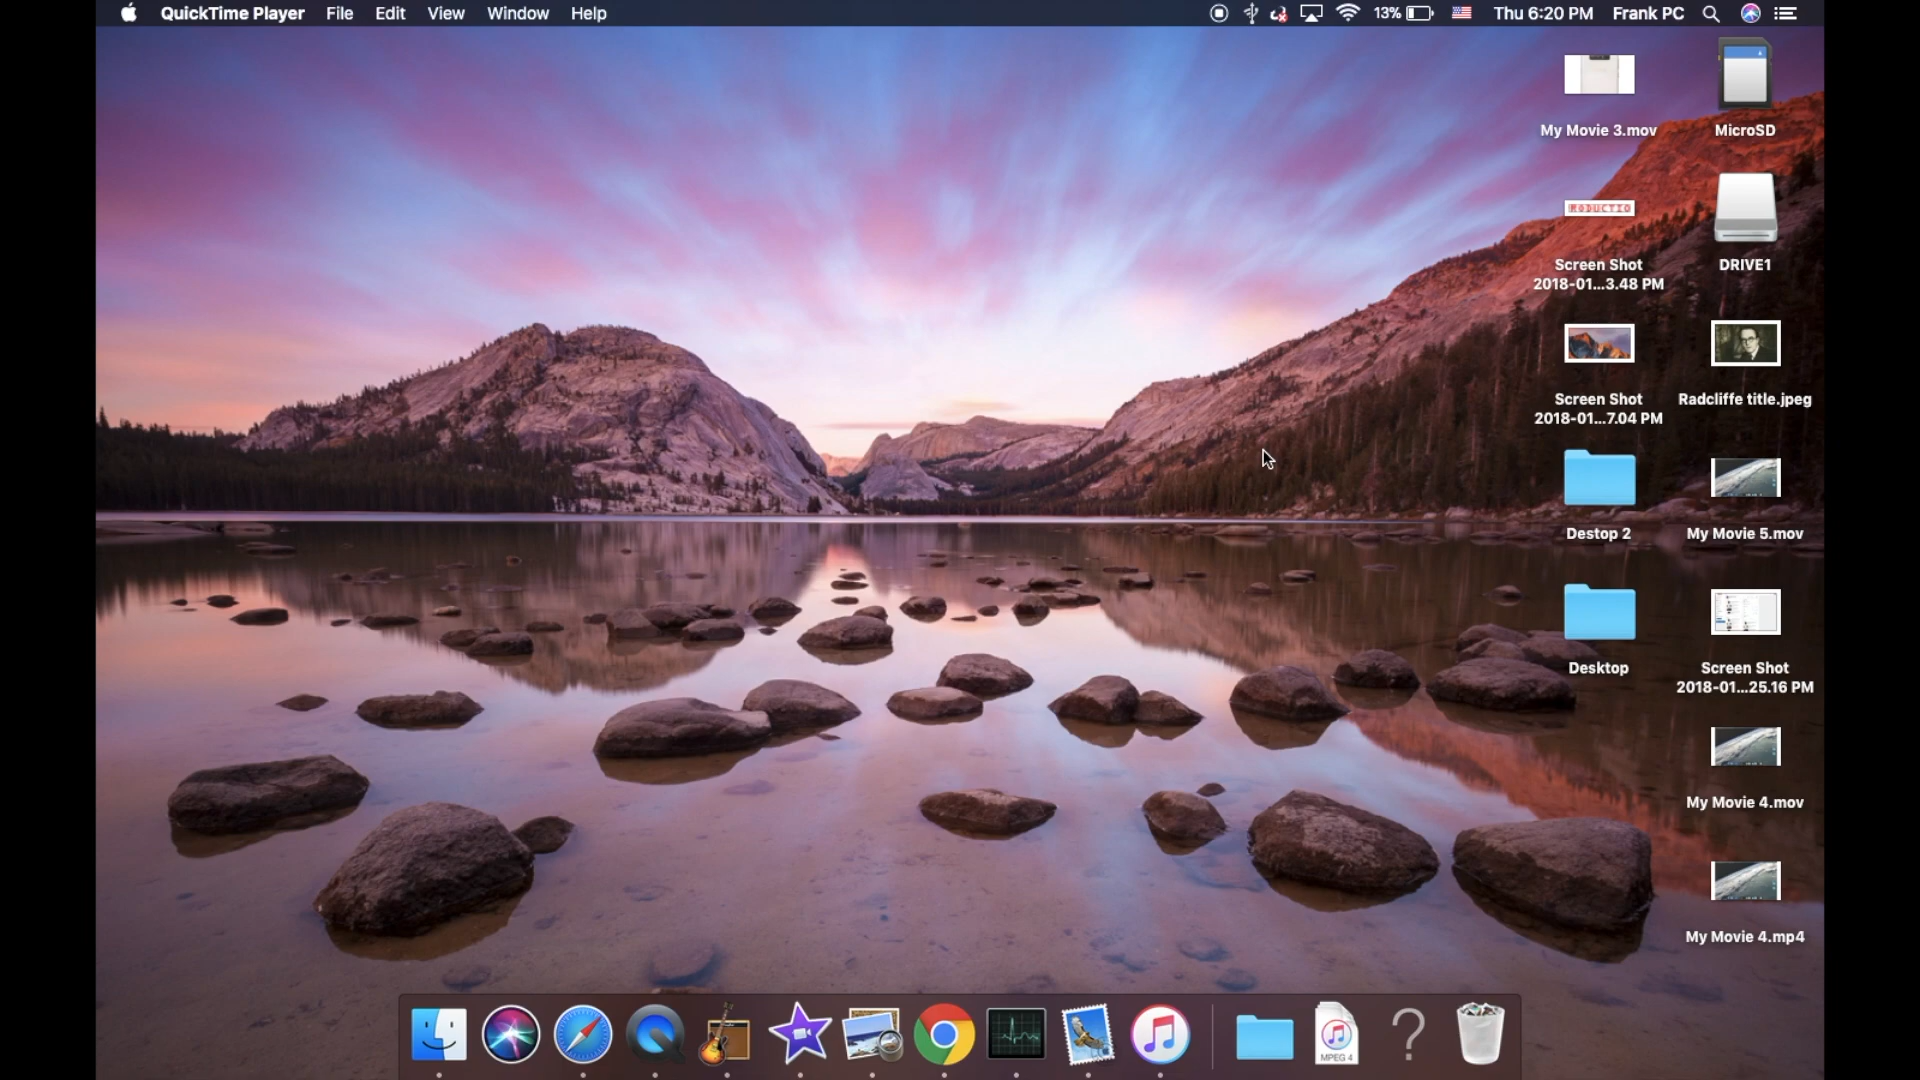 QuickTime Player File Edit View Window Help 13% Thu 6:20 PM Frank PC
My Movie 3.mov
MicroSD
RODUCTIO
Screen Shot
2018-01...3.48 PM
DRIVE1
Screen Shot
2018-01...7.04 PM
Radcliffe title.jpeg
Destop 2
My Movie 5.mov
Desktop
Screen Shot
2018-01...25.16 PM
My Movie 4.mov
My Movie 4.mp4
MPEG 4
?